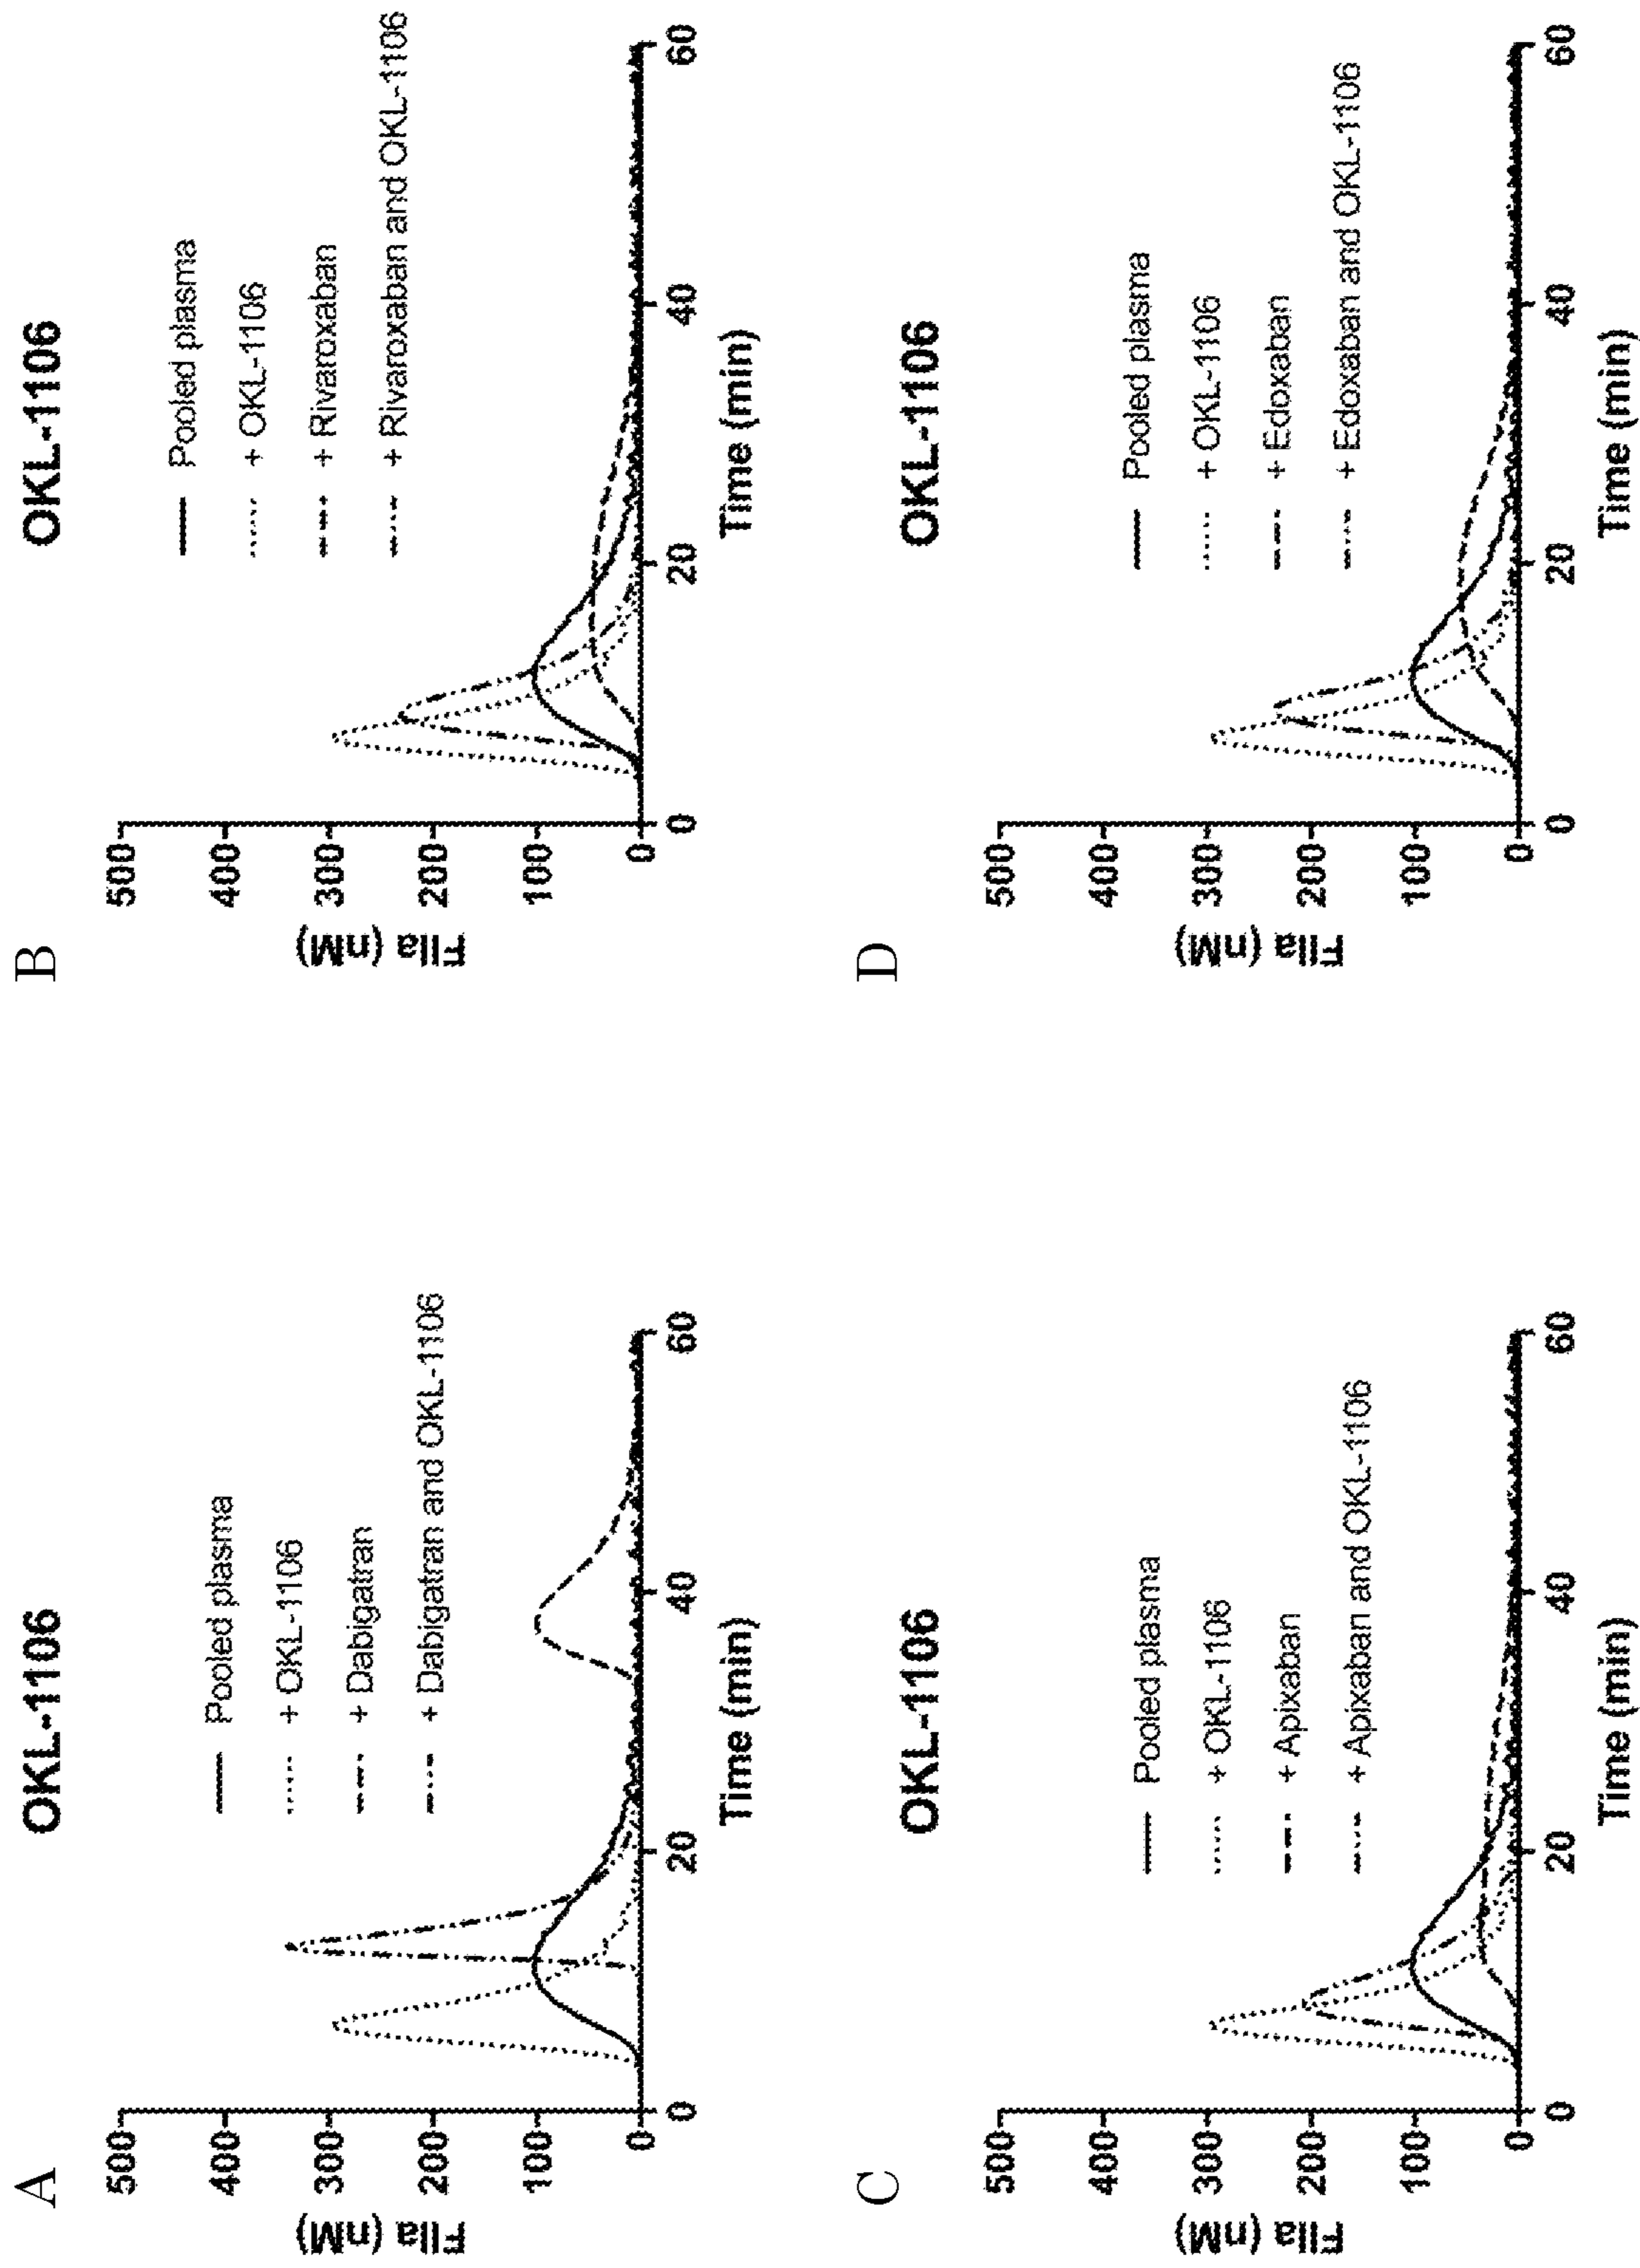 A
OKL-1106
FIIa (nM)
500
400
300
200
100
0
0
20
40
60
Time (min)
Pooled plasma
+ OKL-1106
+ Dabigatran
+ Dabigatran and OKL-1106
B
OKL-1106
FIIa (nM)
500
400
300
200
100
0
0
20
40
60
Time (min)
Pooled plasma
+ OKL-1106
+ Rivaroxaban
+ Rivaroxaban and OKL-1106
C
OKL-1106
FIIa (nM)
500
400
300
200
100
0
0
20
40
60
Time (min)
Pooled plasma
+ OKL-1106
+ Apixaban
+ Apixaban and OKL-1106
D
OKL-1106
FIIa (nM)
500
400
300
200
100
0
0
20
40
60
Time (min)
Pooled plasma
+ OKL-1106
+ Edoxaban
+ Edoxaban and OKL-1106